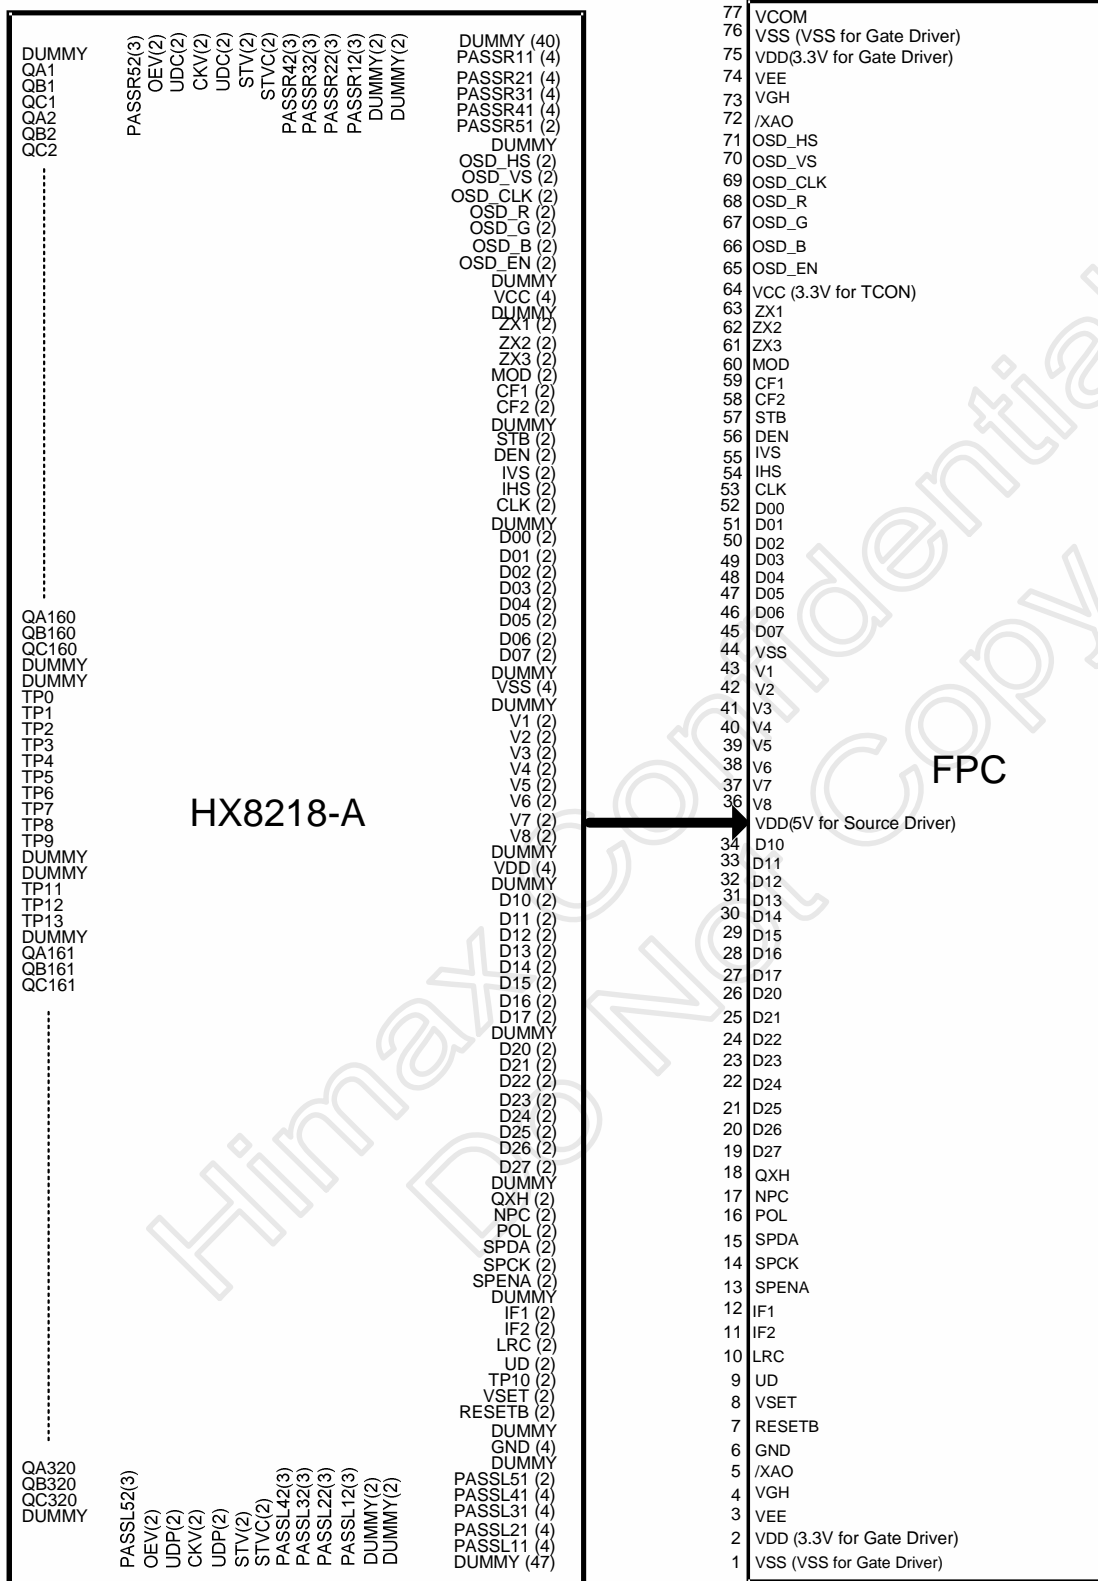 DUMMY
QA1
QB1
QC1
QA2
QB2
QC2
QA160
QB160
QC160
DUMMY
DUMMY
TP0
TP1
TP2
TP3
TP4
TP5
TP6
TP7
TP8
TP9
DUMMY
DUMMY
TP11
TP12
TP13
DUMMY
QA161
QB161
QC161
QA320
QB320
QC320
DUMMY
PASSR52(3)
OEV(2)
UDC(2)
CKV(2)
UDC(2)
STV(2)
STVC(2)
PASSR42(3)
PASSR32(3)
PASSR22(3)
PASSR12(3)
DUMMY(2)
DUMMY(2)
HX8218-A
PASSL52(3)
OEV(2)
UDP(2)
CKV(2)
UDP(2)
STV(2)
STVC(2)
PASSL42(3)
PASSL32(3)
PASSL22(3)
PASSL12(3)
DUMMY(2)
DUMMY(2)
DUMMY (40)
PASSR11 (4)
PASSR21 (4)
PASSR31 (4)
PASSR41 (4)
PASSR51 (2)
DUMMY
OSD_HS (2)
OSD_VS (2)
OSD_CLK (2)
OSD_R (2)
OSD_G (2)
OSD_B (2)
OSD_EN (2)
DUMMY
VCC (4)
DUMMY
ZX1 (2)
ZX2 (2)
ZX3 (2)
MOD (2)
CF1 (2)
CF2 (2)
DUMMY
STB (2)
DEN (2)
IVS (2)
IHS (2)
CLK (2)
DUMMY
D00 (2)
D01 (2)
D02 (2)
D03 (2)
D04 (2)
D05 (2)
D06 (2)
D07 (2)
DUMMY
VSS (4)
DUMMY
V1 (2)
V2 (2)
V3 (2)
V4 (2)
V5 (2)
V6 (2)
V7 (2)
V8 (2)
DUMMY
VDD (4)
DUMMY
D10 (2)
D11 (2)
D12 (2)
D13 (2)
D14 (2)
D15 (2)
D16 (2)
D17 (2)
DUMMY
D20 (2)
D21 (2)
D22 (2)
D23 (2)
D24 (2)
D25 (2)
D26 (2)
D27 (2)
DUMMY
QXH (2)
NPC (2)
POL (2)
SPDA (2)
SPCK (2)
SPENA (2)
DUMMY
IF1 (2)
IF2 (2)
LRC (2)
UD (2)
TP10 (2)
VSET (2)
RESETB (2)
DUMMY
GND (4)
DUMMY
PASSL51 (2)
PASSL41 (4)
PASSL31 (4)
PASSL21 (4)
PASSL11 (4)
DUMMY (47)
77 VCOM
76 VSS (VSS for Gate Driver)
75 VDD(3.3V for Gate Driver)
74 VEE
73 VGH
72 /XAO
71 OSD_HS
70 OSD_VS
69 OSD_CLK
68 OSD_R
67 OSD_G
66 OSD_B
65 OSD_EN
64 VCC (3.3V for TCON)
63 ZX1
62 ZX2
61 ZX3
60 MOD
59 CF1
58 CF2
57 STB
56 DEN
55 IVS
54 IHS
53 CLK
52 D00
51 D01
50 D02
49 D03
48 D04
47 D05
46 D06
45 D07
44 VSS
43 V1
42 V2
41 V3
40 V4
39 V5
38 V6
37 V7
36 V8
VDD(5V for Source Driver)
34 D10
33 D11
32 D12
31 D13
30 D14
29 D15
28 D16
27 D17
26 D20
25 D21
24 D22
23 D23
22 D24
21 D25
20 D26
19 D27
18 QXH
17 NPC
16 POL
15 SPDA
14 SPCK
13 SPENA
12 IF1
11 IF2
10 LRC
9 UD
8 VSET
7 RESETB
6 GND
5 /XAO
4 VGH
3 VEE
2 VDD (3.3V for Gate Driver)
1 VSS (VSS for Gate Driver)
FPC
Himax Confidential
Do Not Copy